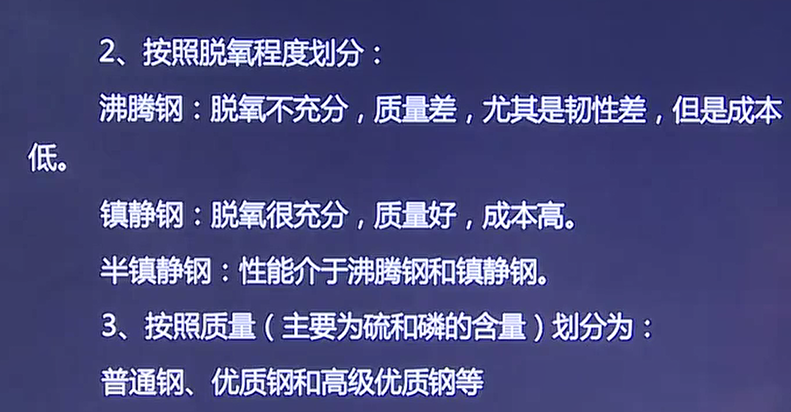 2、按照脱氧程度划分：
沸腾钢：脱氧不充分，质量差，尤其是韧性差，但是成本
低。
镇静钢：脱氧很充分，质量好，成本高。
半镇静钢：性能介于沸腾钢和镇静钢。
3、按照质量（主要为硫和磷的含量）划分为：
普通钢、优质钢和高级优质钢等